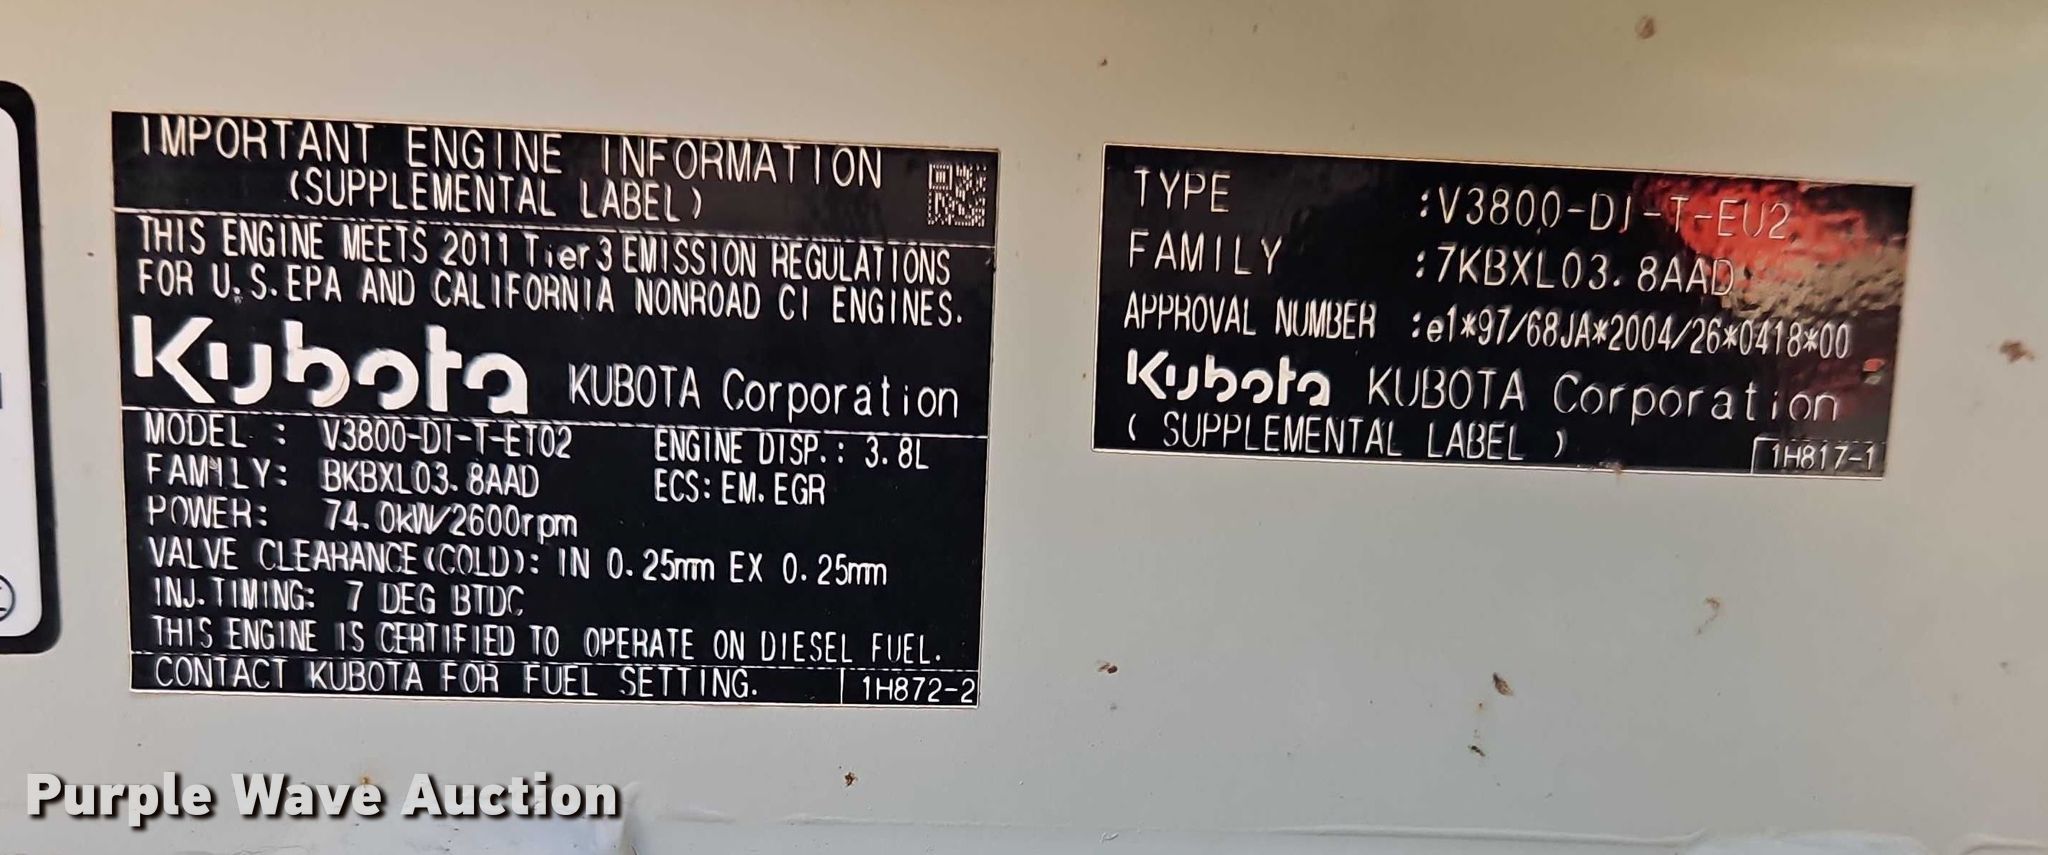 IMPORTANT ENGINE INFORMATION
(SUPPLEMENTAL LABEL)
THIS ENGINE MEETS 2011 Tier3 EMISSION REGULATIONS
FOR U.S.EPA AND CALIFORNIA NONROAD CI ENGINES.
Kubota KUBOTA Corporation
MODEL : V3800-DI-T-ET02 ENGINE DISP.: 3.8L
FAMILY: BKBXL03.8AAD ECS: EM.EGR
POWER: 74.0kW/2600rpm
VALVE CLEARANCE(COLD): IN 0.25mm EX 0.25mm
INJ.TIMING: 7 DEG BTDC
THIS ENGINE IS CERTIFIED TO OPERATE ON DIESEL FUEL.
CONTACT KUBOTA FOR FUEL SETTING. 1H872-2
TYPE :V3800-DI-T-EU2
FAMILY :7KBXL03.8AAD
APPROVAL NUMBER :e1*97/68JA*2004/26*0418*00
Kubota KUBOTA Corporation
( SUPPLEMENTAL LABEL ) 1H817-1
Purple Wave Auction